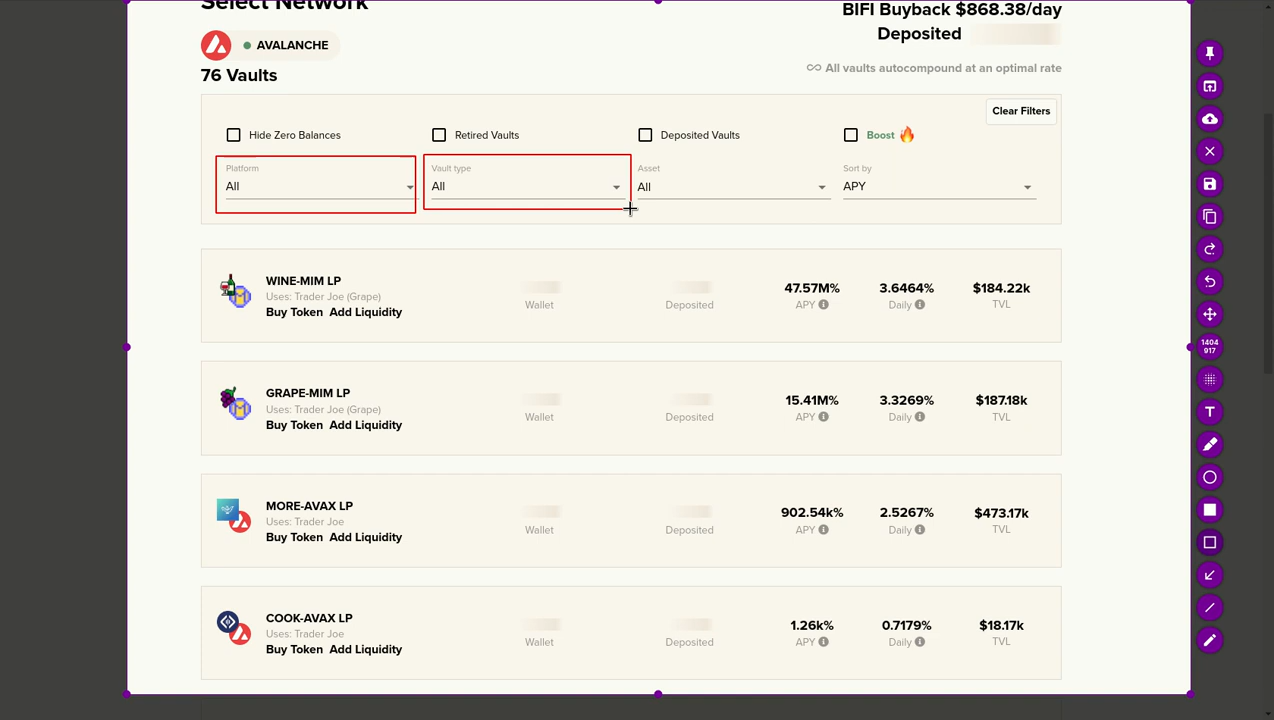 Select Network
BIFI Buyback $868.38/day
AVALANCHE
Deposited
76 Vaults
All vaults autocompound at an optimal rate
Clear Filters
Hide Zero Balances
Retired Vaults
Deposited Vaults
Boost
Platform
Vault type
Asset
Sort by
All
All
All
APY
WINE-MIM LP
Uses: Trader Joe (Grape)
Buy Token Add Liquidity
Wallet
Deposited
47.57M%
APY
3.6464%
Daily
$184.22k
TVL
GRAPE-MIM LP
Uses: Trader Joe (Grape)
Buy Token Add Liquidity
Wallet
Deposited
15.41M%
APY
3.3269%
Daily
$187.18k
TVL
MORE-AVAX LP
Uses: Trader Joe
Buy Token Add Liquidity
Wallet
Deposited
902.54k%
APY
2.5267%
Daily
$473.17k
TVL
COOK-AVAX LP
Uses: Trader Joe
Buy Token Add Liquidity
Wallet
Deposited
1.26k%
APY
0.7179%
Daily
$18.17k
TVL
1404
917
T